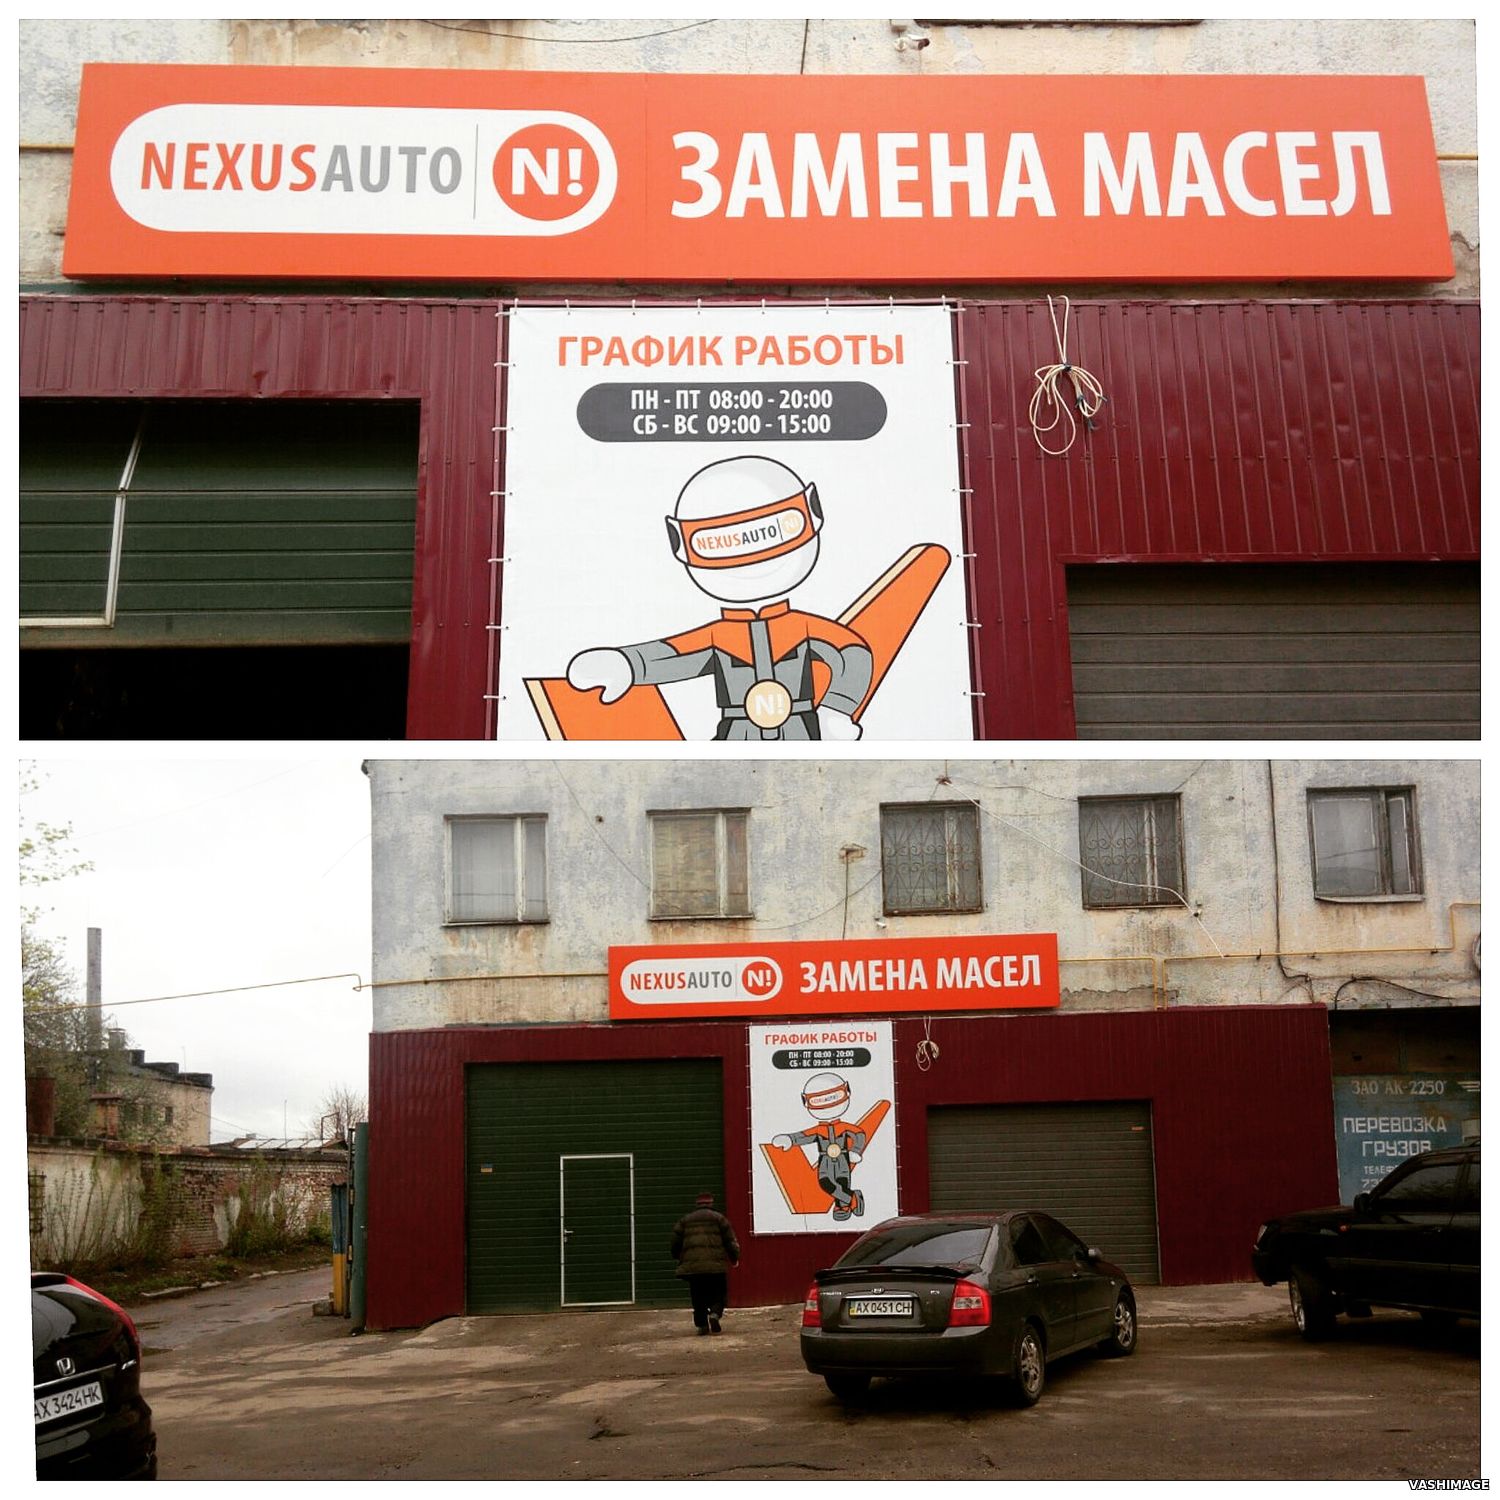 NEXUSAUTO N! ЗАМЕНА МАСЕЛ
ГРАФИК РАБОТЫ
ПН - ПТ 08:00 - 20:00
СБ - ВС 09:00 - 15:00
NEXUSAUTO N!
N!
NEXUSAUTO N! ЗАМЕНА МАСЕЛ
ГРАФИК РАБОТЫ
ПН - ПТ 08:00 - 20:00
СБ - ВС 09:00 - 15:00
ЗАО "АК-2250"
ПЕРЕВОЗКА
ГРУЗОВ
AX 0451 CH
AX 3424 HK
VASHIMAGE